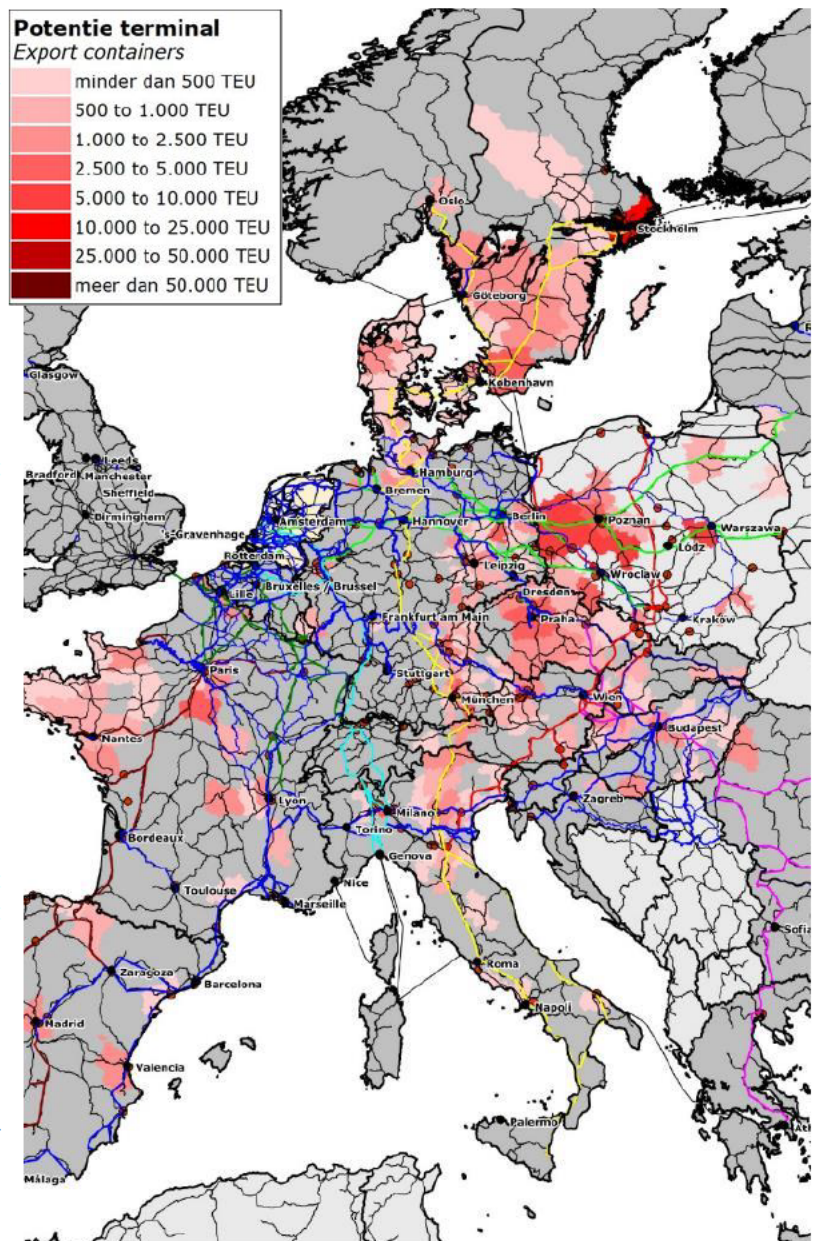 Potentie terminal
Export containers
minder dan 500 TEU
500 to 1.000 TEU
1.000 to 2.500 TEU
2.500 to 5.000 TEU
5.000 to 10.000 TEU
10.000 to 25.000 TEU
25.000 to 50.000 TEU
meer dan 50.000 TEU
Oslo
Stockholm
Göteborg
København
Glasgow
Leeds
Bradford
Manchester
Sheffield
Birmingham
Hamburg
Bremen
Amsterdam
Hannover
Berlin
Poznan
Warszawa
's-Gravenhage
Rotterdam
Łódz
Leipzig
Wroclaw
Bruxelles / Brussel
Lille
Dresden
Frankfurt am Main
Praha
Kraków
Paris
Stuttgart
München
Wien
Budapest
Nantes
Lyon
Milano
Zagreb
Torino
Bordeaux
Genova
Toulouse
Nice
Marseille
Zaragoza
Barcelona
Roma
Sofia
Madrid
Napoli
Valencia
Palermo
Ath
Málaga